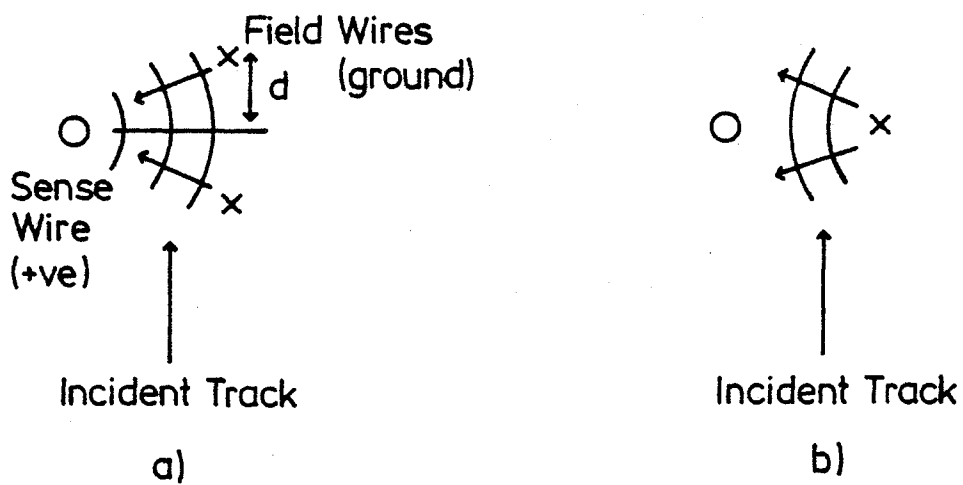 Field Wires
(ground)
d
Sense
Wire
(+ve)
Incident Track
a)
Incident Track
b)